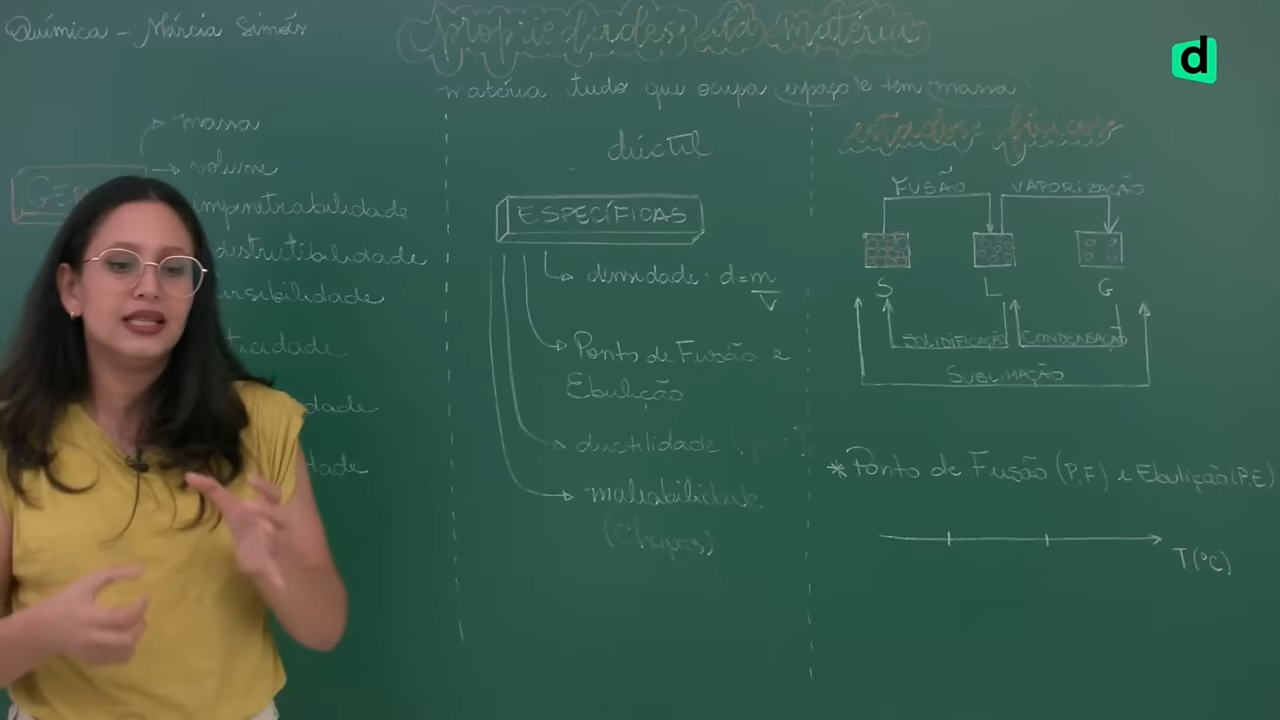 Química - Márcia Simões
propriedades da matéria
d
matéria: tudo que ocupa espaço e tem massa
massa
volume
impenetrabilidade
dúctil
ESPECÍFICAS
densidade: d=m
V
Ponto de Fusão e
Ebulição
ductilidade
maleabilidade
(Chapas)
estados físicos
FUSÃO
VAPORIZAÇÃO
S
L
G
SOLIDIFICAÇÃO
CONDENSAÇÃO
SUBLIMAÇÃO
* Ponto de Fusão (P.F) e Ebulição (P.E)
T(°C)